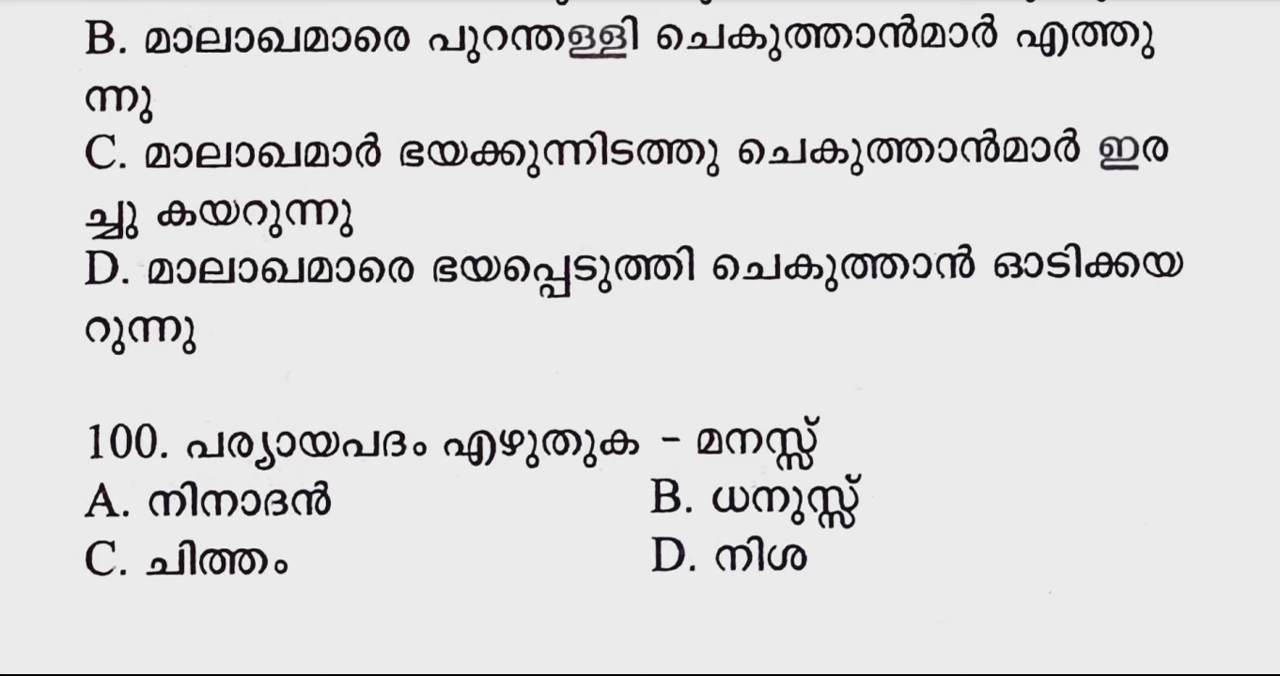 B. മാലാഖമാരെ പുറന്തള്ളി ചെകുത്താൻമാർ എത്തു
ന്നു
C. മാലാഖമാർ ഭയക്കുന്നിടത്തു ചെകുത്താൻമാർ ഇര
ച്ചു കയറുന്നു
D. മാലാഖമാരെ ഭയപ്പെടുത്തി ചെകുത്താൻ ഓടിക്കയ
റുന്നു
100. പര്യായപദം എഴുതുക - മനസ്സ്
A. നിനാദൻ B. ധനുസ്സ്
C. ചിത്തം D. നിശ